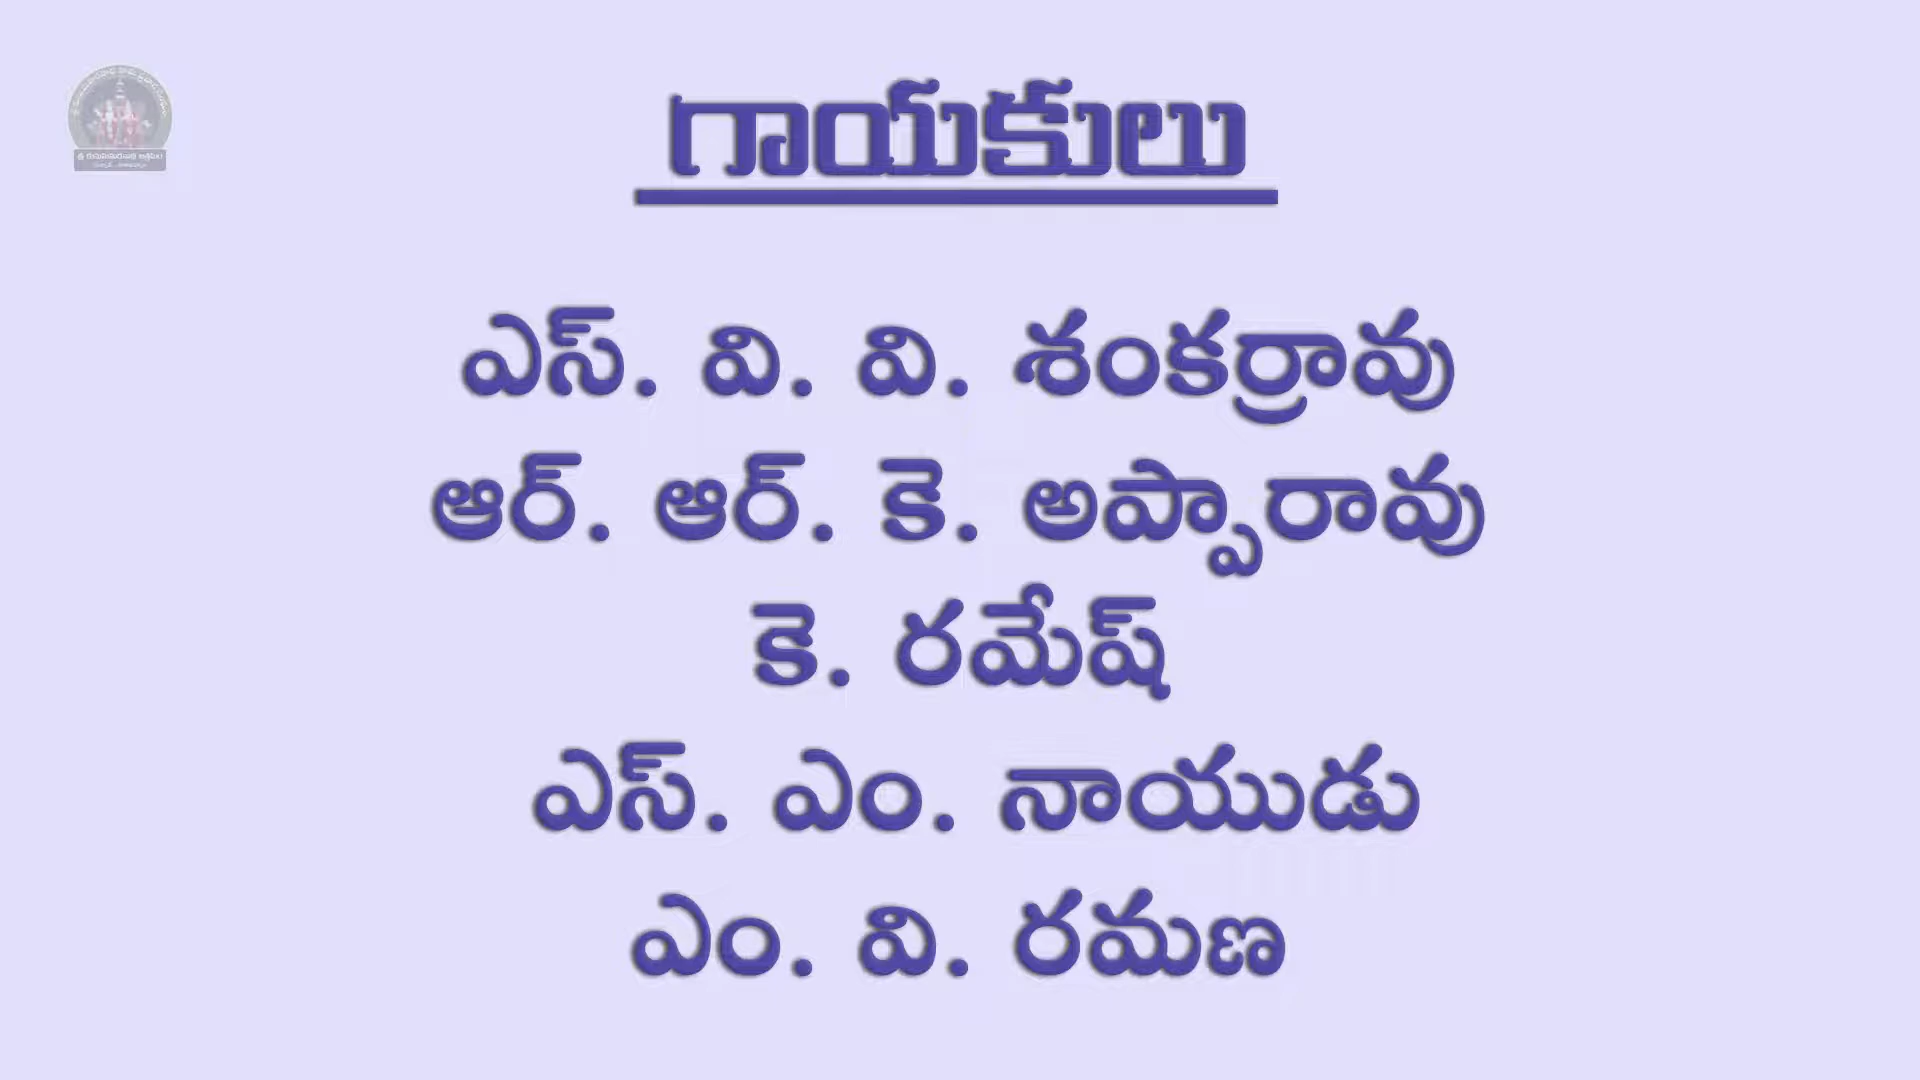 గాయకులు
ఎస్. వి. వి. శంకర్రావు
ఆర్. ఆర్. కె. అప్పారావు
కె. రమేష్
ఎస్. ఎం. నాయుడు
ఎం. వి. రమణ